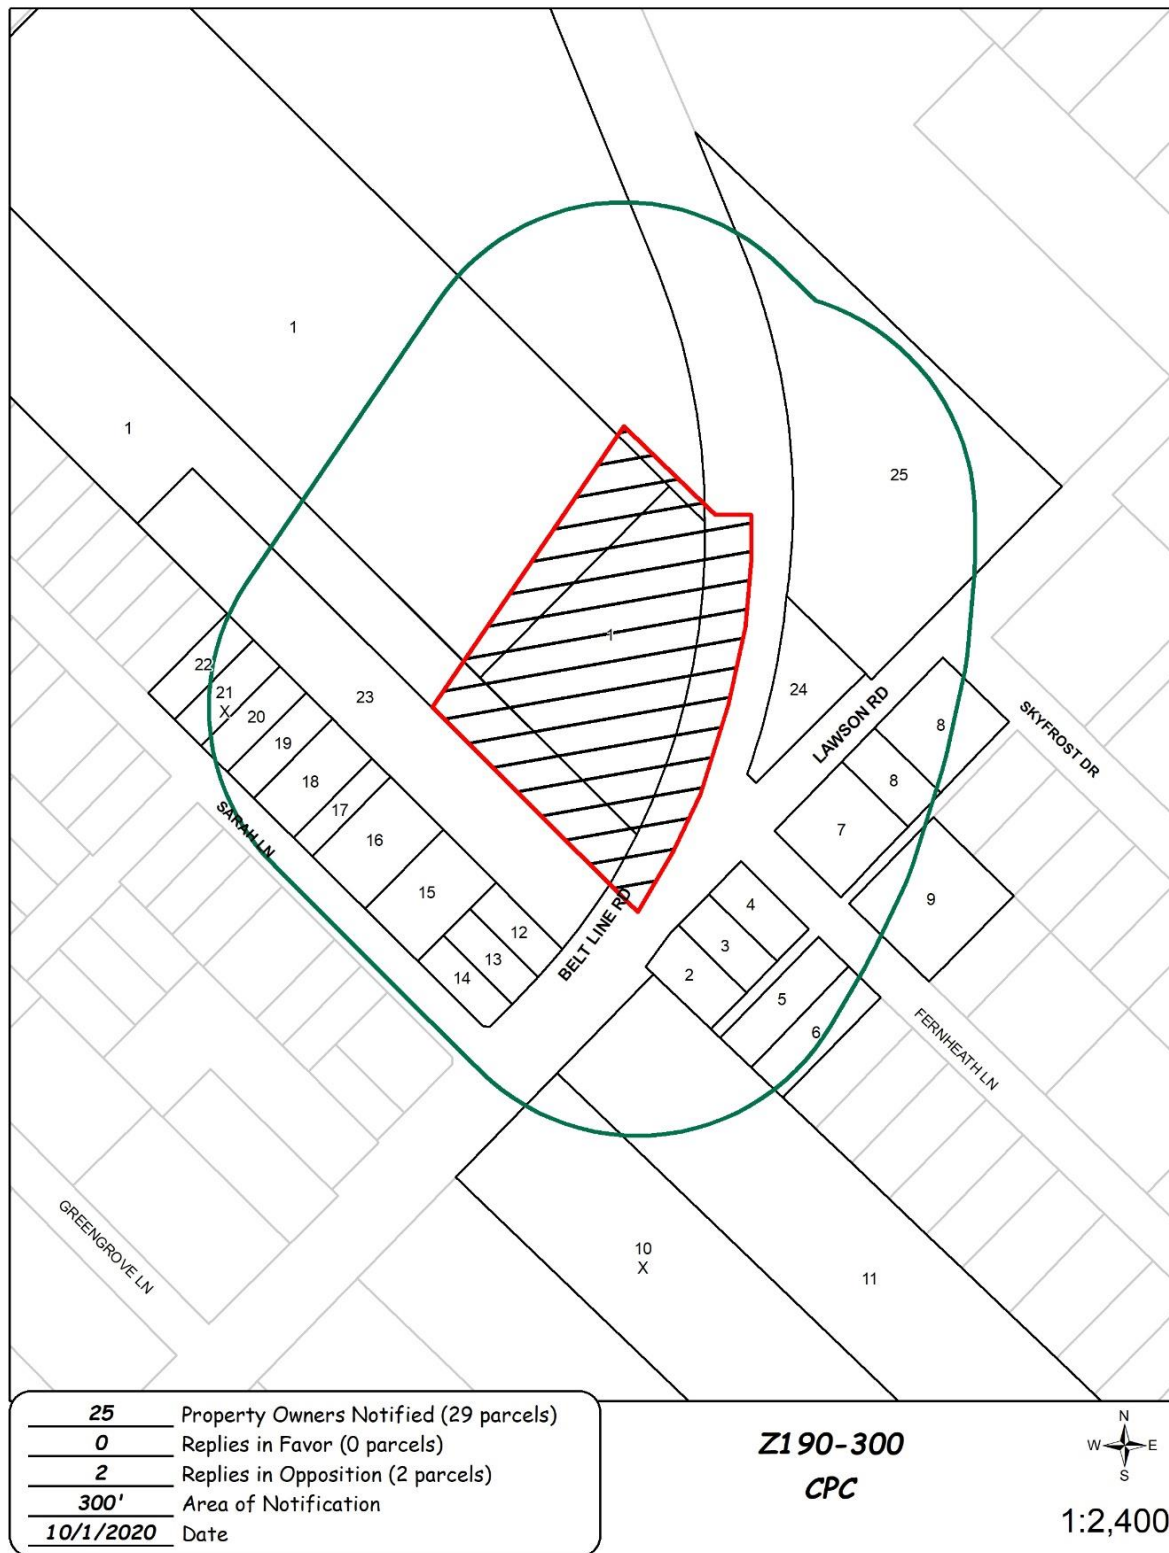 1
1
25
1
24
LAWSON RD
SKYFROST DR
22
21
X
20
23
19
18
17
16
15
SARAH LN
8
8
7
9
12
13
14
BELT LINE RD
4
3
2
5
6
FERNHEATH LN
GREENGROVE LN
10
X
11
25 Property Owners Notified (29 parcels)
0 Replies in Favor (0 parcels)
2 Replies in Opposition (2 parcels)
300' Area of Notification
10/1/2020 Date
Z190-300
CPC
N
W E
S
1:2,400